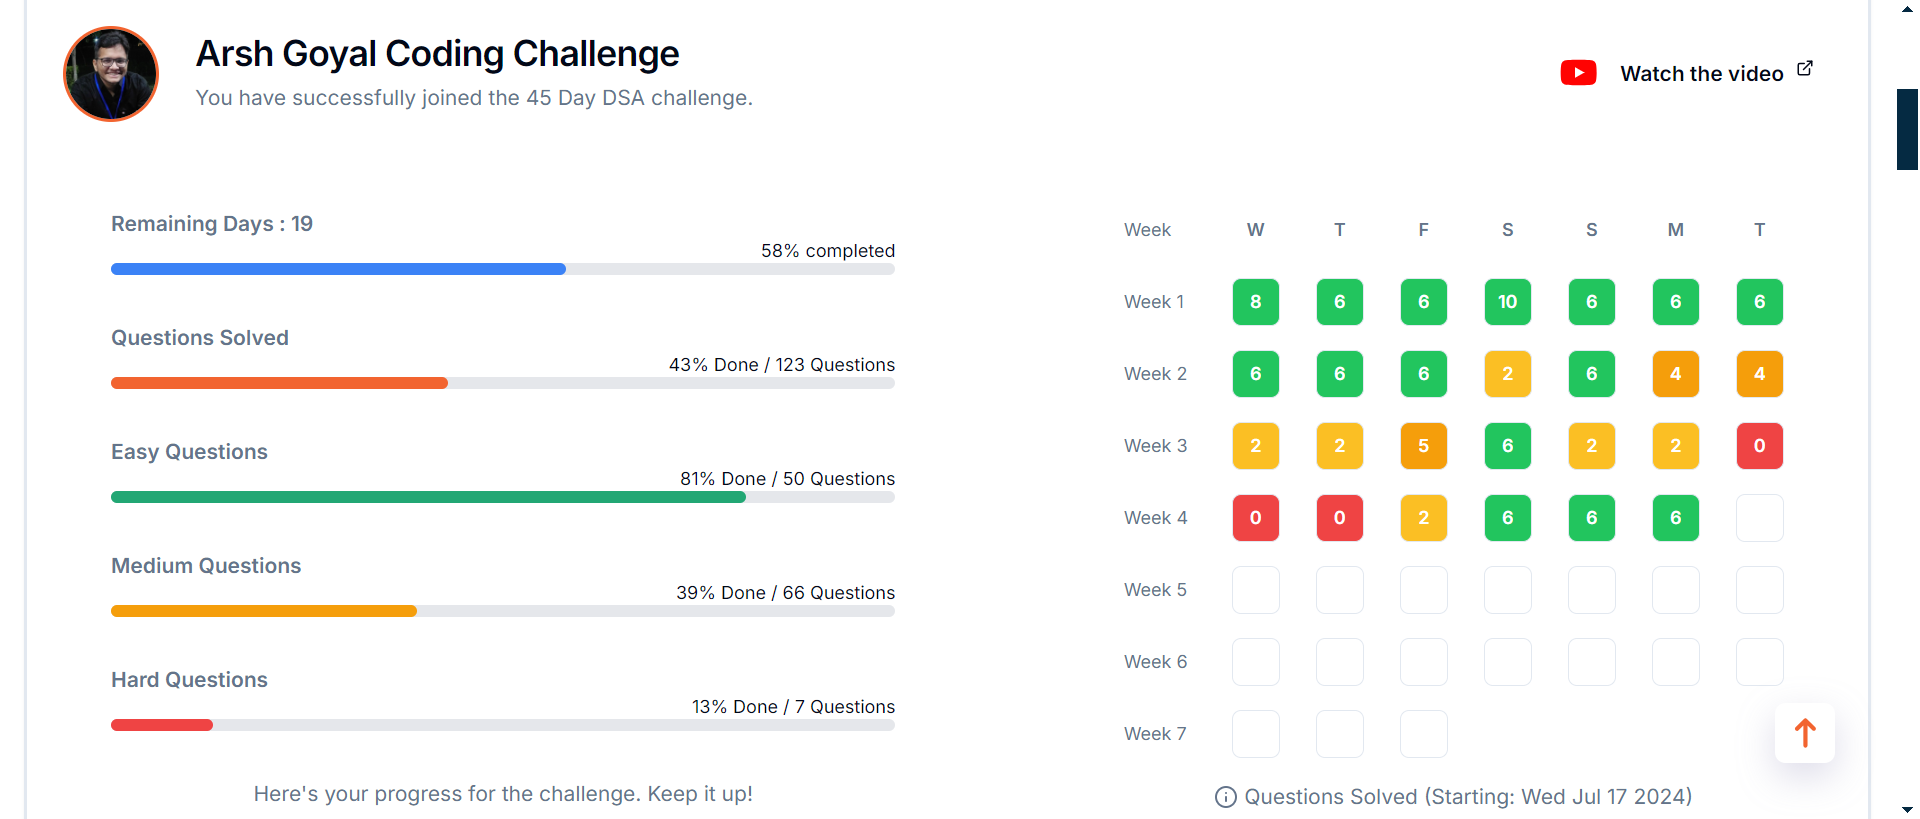 Arsh Goyal Coding Challenge
You have successfully joined the 45 Day DSA challenge.
Watch the video
Remaining Days : 19
58% completed
Questions Solved
43% Done / 123 Questions
Easy Questions
81% Done / 50 Questions
Medium Questions
39% Done / 66 Questions
Hard Questions
13% Done / 7 Questions
Here's your progress for the challenge. Keep it up!
Week W T F S S M T
Week 1 8 6 6 10 6 6 6
Week 2 6 6 6 2 6 4 4
Week 3 2 2 5 6 2 2 0
Week 4 0 0 2 6 6 6
Week 5
Week 6
Week 7
Questions Solved (Starting: Wed Jul 17 2024)